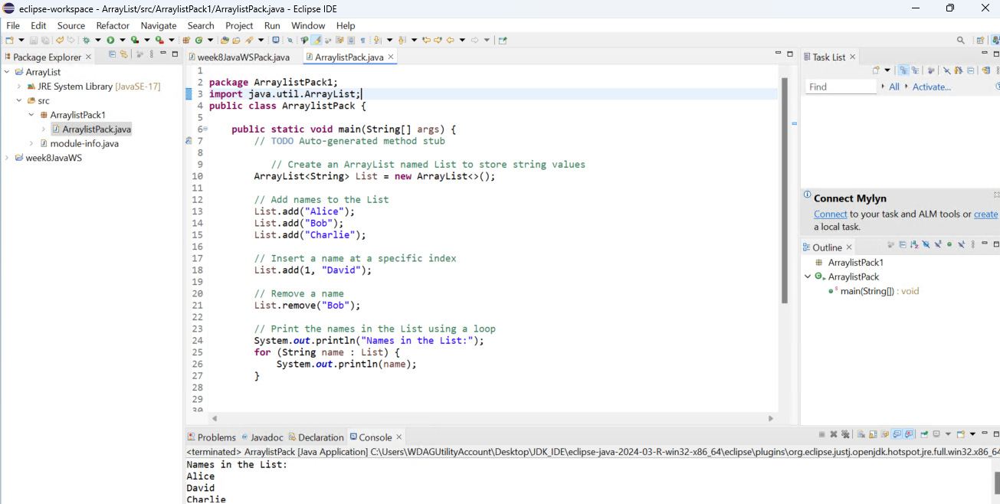 eclipse-workspace - ArrayList/src/ArraylistPack1/ArraylistPack.java - Eclipse IDE
File Edit Source Refactor Navigate Search Project Run Window Help
Package Explorer
ArrayList
JRE System Library [JavaSE-17]
src
ArraylistPack1
ArraylistPack.java
module-info.java
week8JavaWS
week8JavaWSPack.java ArraylistPack.java
1
2 package ArraylistPack1;
3 import java.util.ArrayList;
4 public class ArraylistPack {
5
6 public static void main(String[] args) {
7 // TODO Auto-generated method stub
8
9 // Create an ArrayList named List to store string values
10 ArrayList<String> List = new ArrayList<>();
11
12 // Add names to the List
13 List.add("Alice");
14 List.add("Bob");
15 List.add("Charlie");
16
17 // Insert a name at a specific index
18 List.add(1, "David");
19
20 // Remove a name
21 List.remove("Bob");
22
23 // Print the names in the List using a loop
24 System.out.println("Names in the List:");
25 for (String name : List) {
26 System.out.println(name);
27 }
28
29
30
Task List
Find All Activate...
Connect Mylyn
Connect to your task and ALM tools or create
a local task.
Outline
ArraylistPack1
ArraylistPack
main(String[]) : void
Problems Javadoc Declaration Console
<terminated> ArraylistPack [Java Application] C:\Users\WDAGUtilityAccount\Desktop\JDK_IDE\eclipse-java-2024-03-R-win32-x86_64\eclipse\plugins\org.eclipse.justj.openjdk.hotspot.jre.full.win32.x86_64
Names in the List:
Alice
David
Charlie